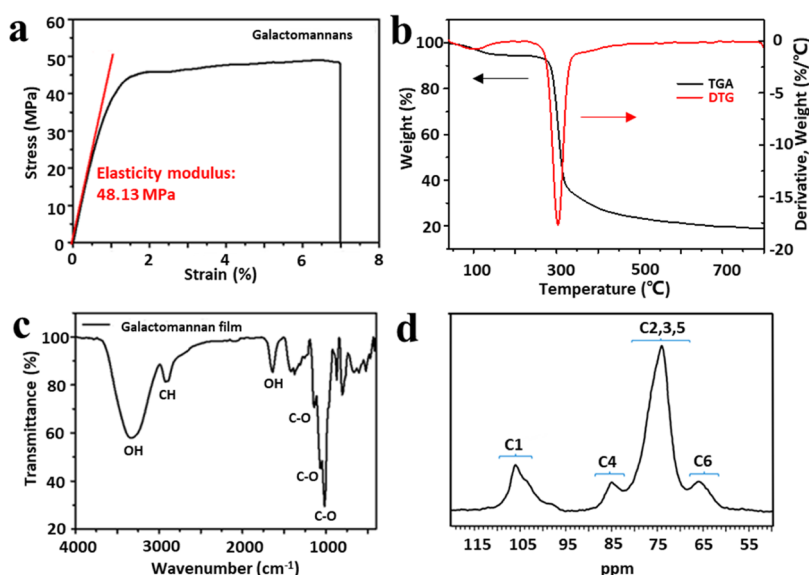 a
60
50
40
30
20
10
0
Stress (MPa)
Galactomannans
Elasticity modulus:
48.13 MPa
0 2 4 6 8
Strain (%)
b
100
80
60
40
20
Weight (%)
TGA
DTG
0
-5
-10
-15
-20
Derivative, Weight (%/℃)
100 300 500 700
Temperature (℃)
c
Galactomannan film
100
80
60
40
20
Transmittance (%)
OH
CH
OH
C-O
C-O
C-O
4000 3000 2000 1000
Wavenumber (cm⁻¹)
d
C2,3,5
C1
C4
C6
115 105 95 85 75 65 55
ppm